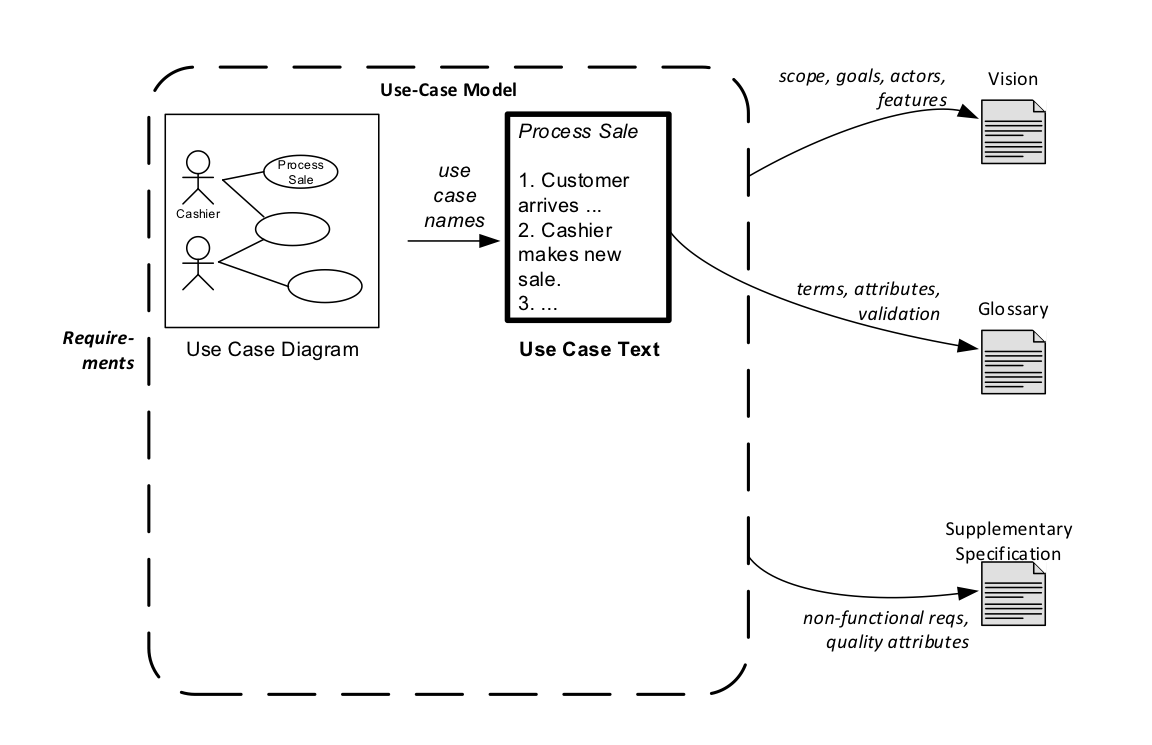 Use-Case Model
Process
Sale
Cashier
Use Case Diagram
use
case
names
Process Sale
1. Customer
arrives ...
2. Cashier
makes new
sale.
3. ...
Use Case Text
Require-
ments
scope, goals, actors,
features
Vision
terms, attributes,
validation
Glossary
Supplementary
Specification
non-functional reqs,
quality attributes